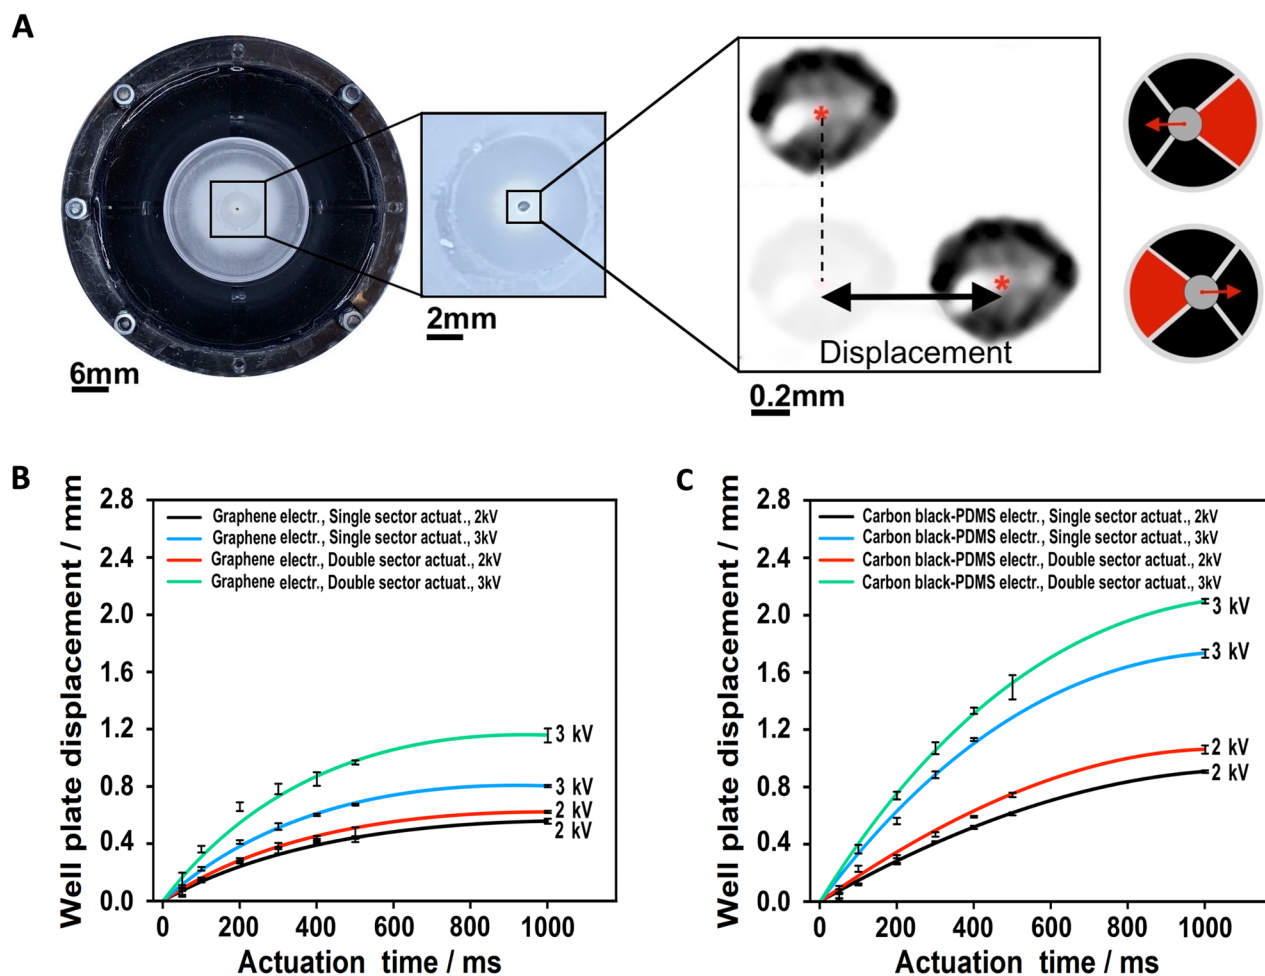 A
6mm
2mm
*
*
Displacement
0.2mm
B
Well plate displacement / mm
2.8
2.4
2.0
1.6
1.2
0.8
0.4
0.0
Graphene electr., Single sector actuat., 2kV
Graphene electr., Single sector actuat., 3kV
Graphene electr., Double sector actuat., 2kV
Graphene electr., Double sector actuat., 3kV
3 kV
3 kV
2 kV
2 kV
0 200 400 600 800 1000
Actuation time / ms
C
Well plate displacement / mm
2.8
2.4
2.0
1.6
1.2
0.8
0.4
0.0
Carbon black-PDMS electr., Single sector actuat., 2kV
Carbon black-PDMS electr., Single sector actuat., 3kV
Carbon black-PDMS electr., Double sector actuat., 2kV
Carbon black-PDMS electr., Double sector actuat., 3kV
3 kV
3 kV
2 kV
2 kV
0 200 400 600 800 1000
Actuation time / ms